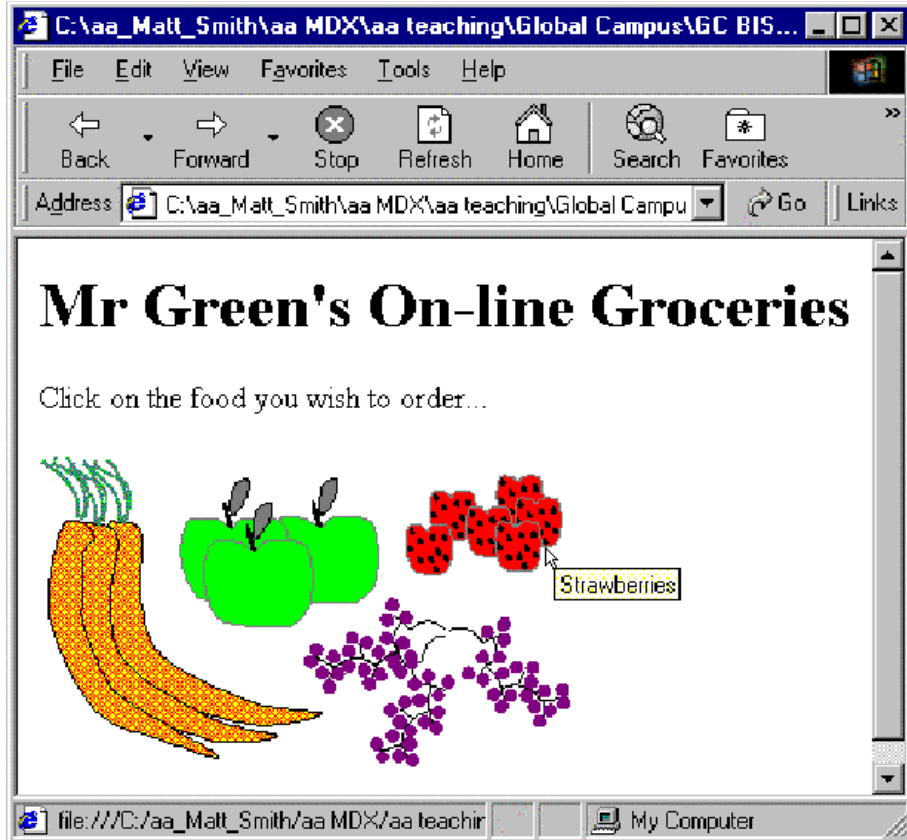 C:\aa_Matt_Smith\aa MDX\aa teaching\Global Campus\GC BIS...
File Edit View Favorites Tools Help
Back Forward Stop Refresh Home Search Favorites »
Address C:\aa_Matt_Smith\aa MDX\aa teaching\Global Campu Go Links
Mr Green's On-line Groceries
Click on the food you wish to order...
Strawberries
file:///C:/aa_Matt_Smith/aa MDX/aa teachir My Computer